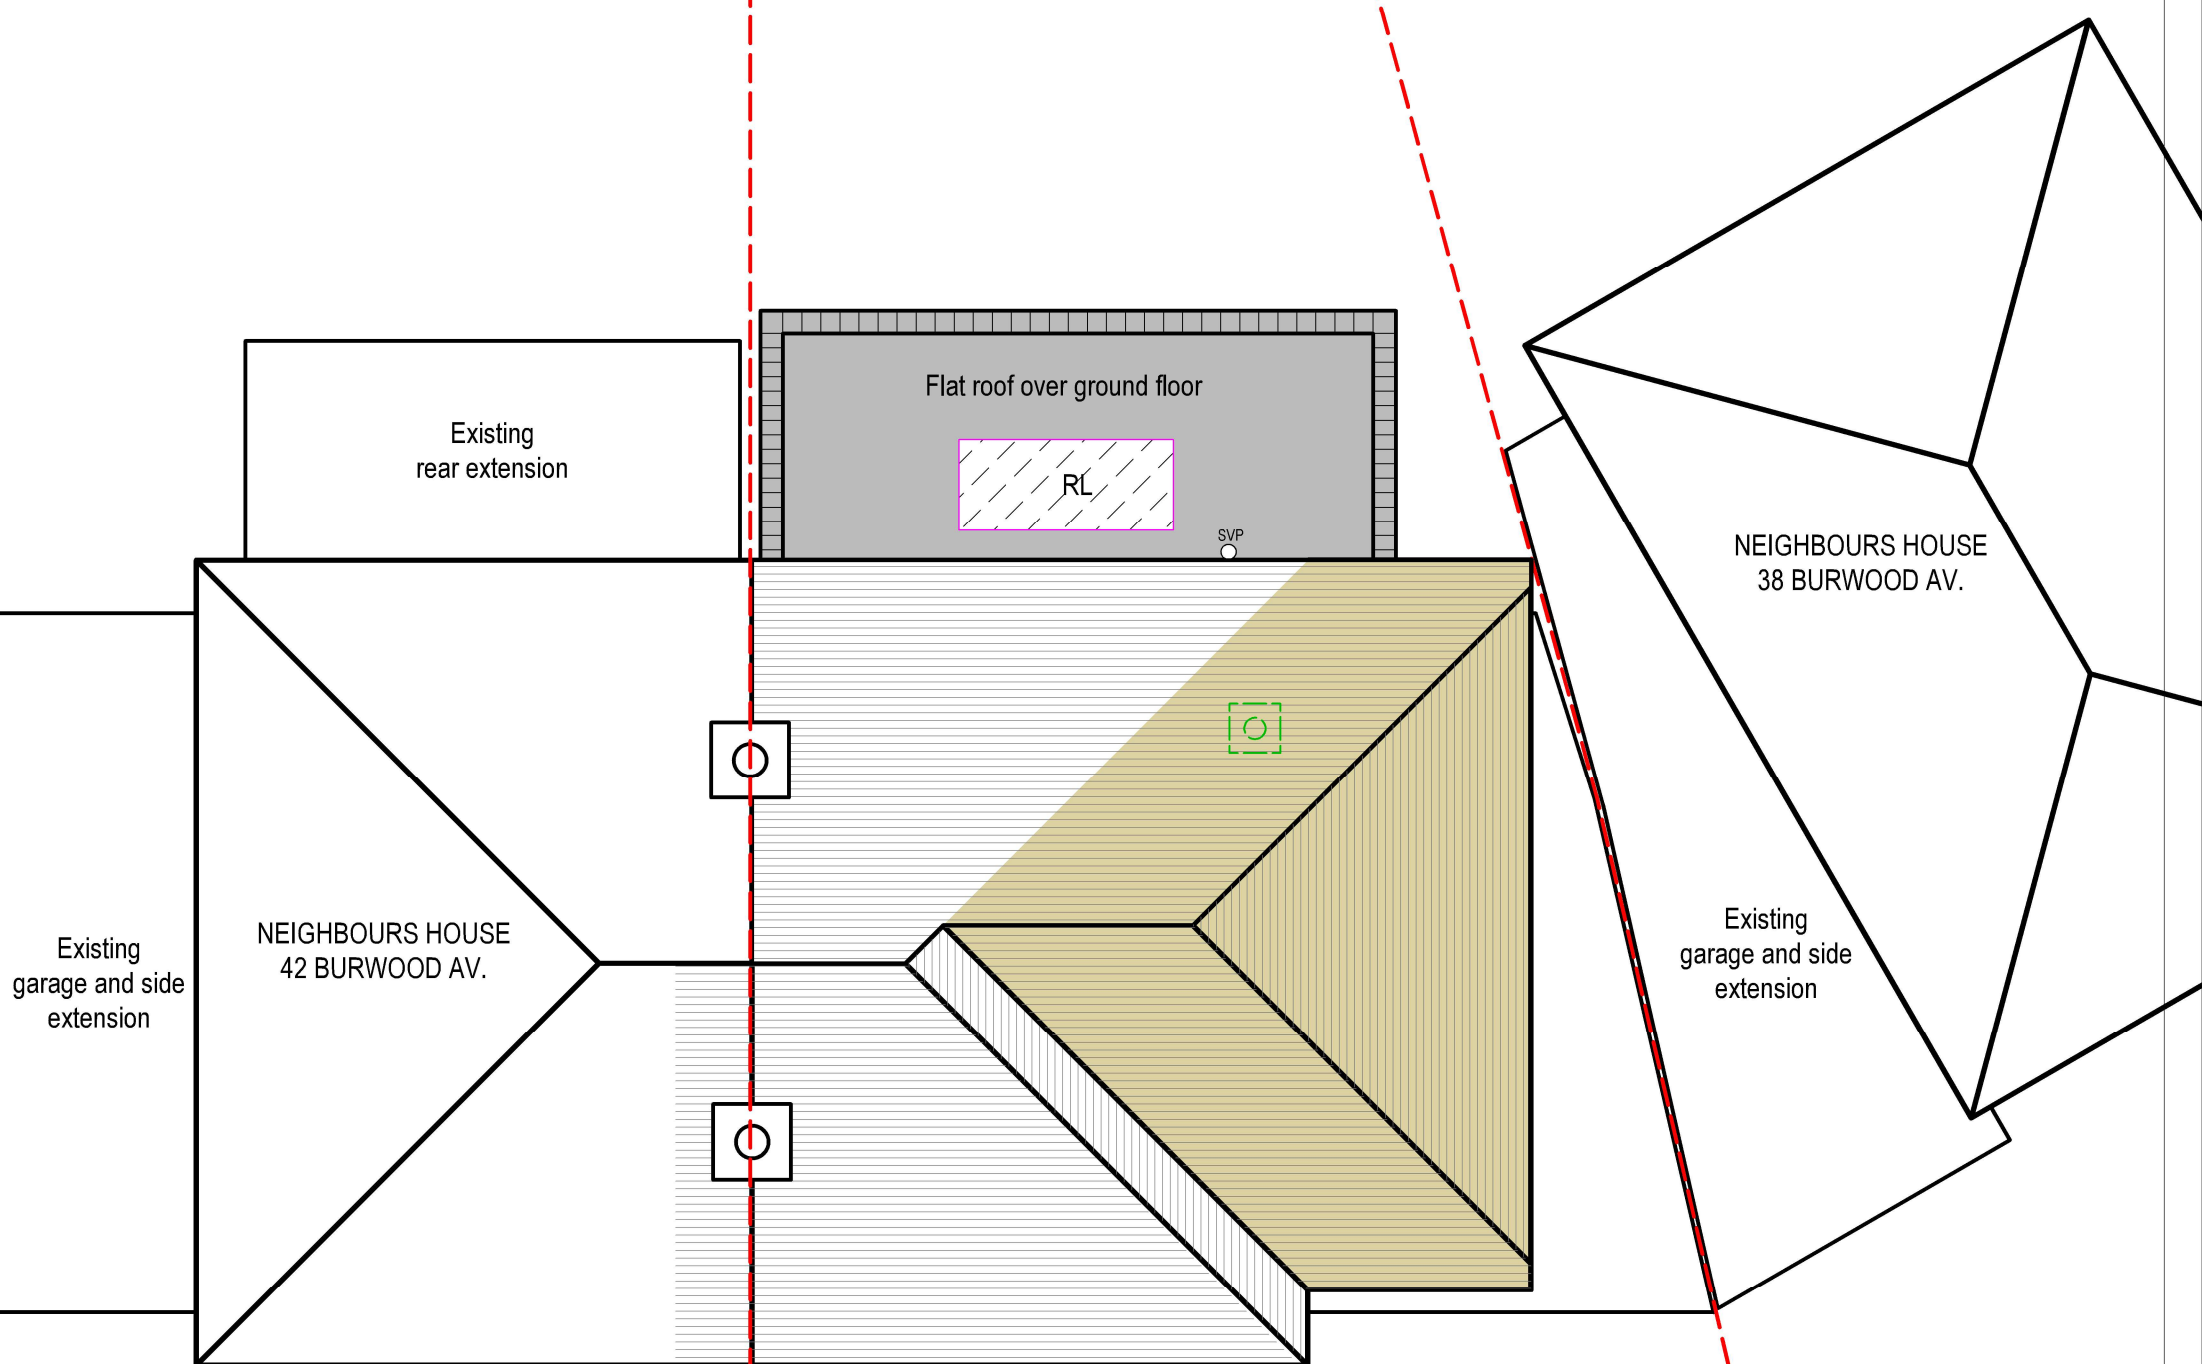 Flat roof over ground floor
RL
SVP
Existing
rear extension
NEIGHBOURS HOUSE
38 BURWOOD AV.
NEIGHBOURS HOUSE
42 BURWOOD AV.
Existing
garage and side
extension
Existing
garage and side
extension